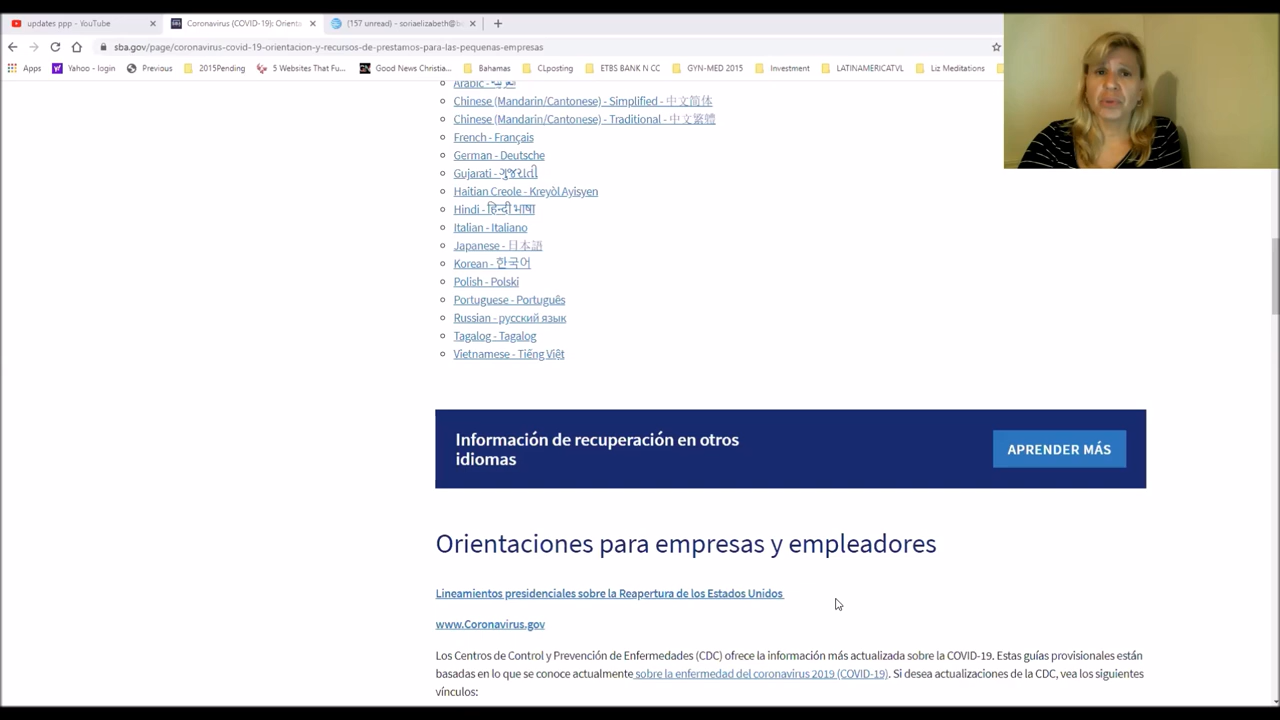 updates ppp - YouTube
Coronavirus (COVID-19): Orienta
(157 unread) - soriaelizabeth@b
sba.gov/page/coronavirus-covid-19-orientacion-y-recursos-de-prestamos-para-las-pequenas-empresas
Apps
Yahoo - login
Previous
2015Pending
5 Websites That Fu...
Good News Christia...
Bahamas
CLposting
ETBS BANK N CC
GYN-MED 2015
Investment
LATINAMERICATVL
Liz Meditations
Arabic - العربية
Chinese (Mandarin/Cantonese) - Simplified - 中文简体
Chinese (Mandarin/Cantonese) - Traditional - 中文繁體
French - Français
German - Deutsche
Gujarati - ગુજરાતી
Haitian Creole - Kreyòl Ayisyen
Hindi - हिन्दी भाषा
Italian - Italiano
Japanese - 日本語
Korean - 한국어
Polish - Polski
Portuguese - Português
Russian - русский язык
Tagalog - Tagalog
Vietnamese - Tiếng Việt
Información de recuperación en otros
idiomas
APRENDER MÁS
Orientaciones para empresas y empleadores
Lineamientos presidenciales sobre la Reapertura de los Estados Unidos
www.Coronavirus.gov
Los Centros de Control y Prevención de Enfermedades (CDC) ofrece la información más actualizada sobre la COVID-19. Estas guías provisionales están
basadas en lo que se conoce actualmente sobre la enfermedad del coronavirus 2019 (COVID-19). Si desea actualizaciones de la CDC, vea los siguientes
vínculos: